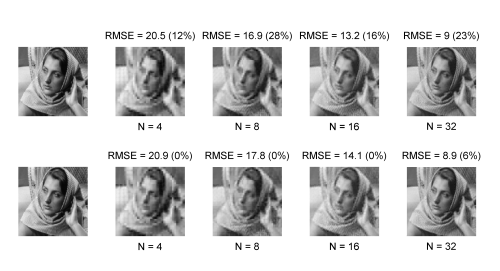 RMSE = 20.5 (12%) RMSE = 16.9 (28%) RMSE = 13.2 (16%) RMSE = 9 (23%)
N = 4 N = 8 N = 16 N = 32
RMSE = 20.9 (0%) RMSE = 17.8 (0%) RMSE = 14.1 (0%) RMSE = 8.9 (6%)
N = 4 N = 8 N = 16 N = 32